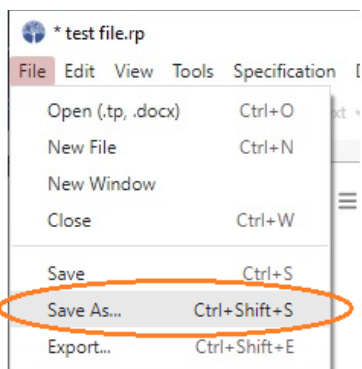 * test file.rp
File Edit View Tools Specification
Open (.tp, .docx) Ctrl+O
New File Ctrl+N
New Window
Close Ctrl+W
Save Ctrl+S
Save As... Ctrl+Shift+S
Export... Ctrl+Shift+E